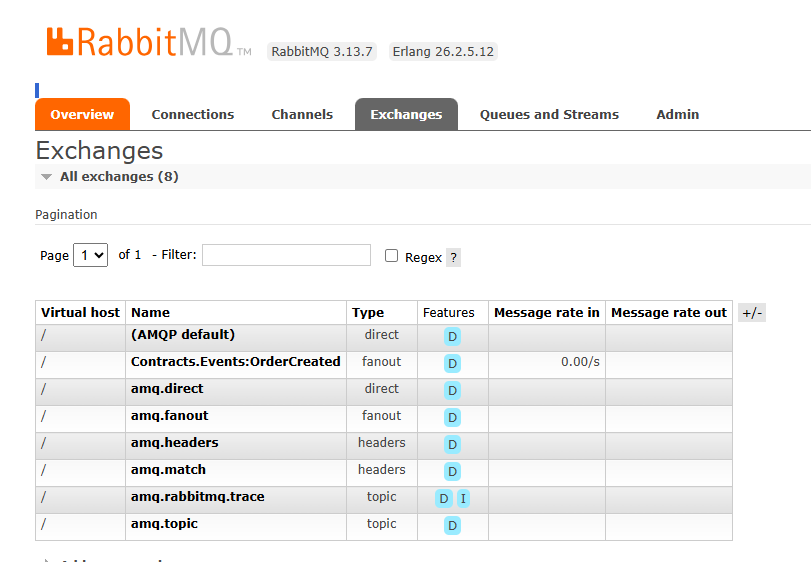 RabbitMQ TM RabbitMQ 3.13.7 Erlang 26.2.5.12
Overview Connections Channels Exchanges Queues and Streams Admin
Exchanges
All exchanges (8)
Pagination
Page 1 of 1 - Filter: Regex ?
Virtual host Name Type Features Message rate in Message rate out +/-
/ (AMQP default) direct D
/ Contracts.Events:OrderCreated fanout D 0.00/s
/ amq.direct direct D
/ amq.fanout fanout D
/ amq.headers headers D
/ amq.match headers D
/ amq.rabbitmq.trace topic D I
/ amq.topic topic D